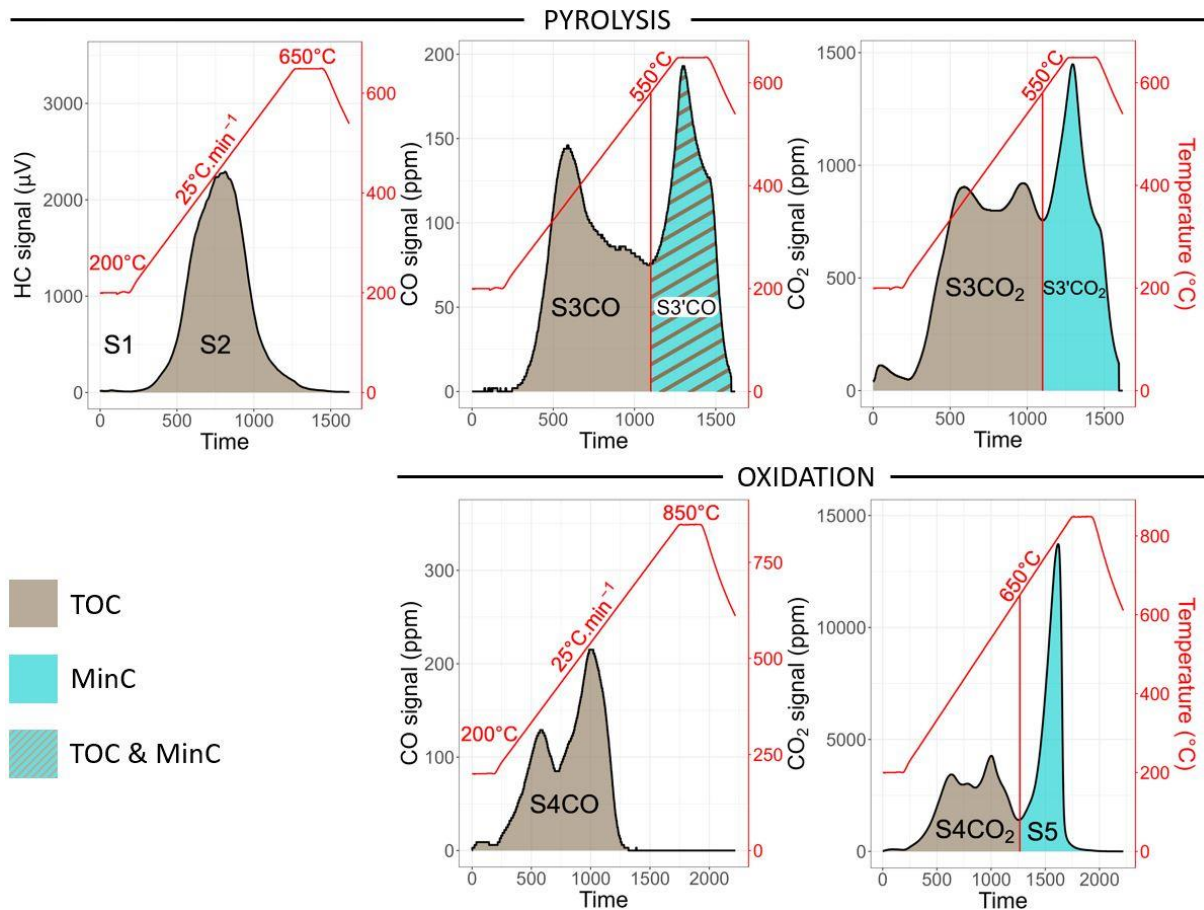 PYROLYSIS
HC signal (μV)
3000
2000
1000
0
200°C
25°C.min⁻¹
650°C
S1
S2
600
400
200
0
0
500
1000
1500
Time
CO signal (ppm)
200
150
100
50
0
550°C
S3CO
S3'CO
600
400
200
0
0
500
1000
1500
Time
CO₂ signal (ppm)
1500
1000
500
0
550°C
S3CO₂
S3'CO₂
600
400
200
0
Temperature (°C)
0
500
1000
1500
Time
OXIDATION
TOC
MinC
TOC & MinC
CO signal (ppm)
300
200
100
0
200°C
25°C.min⁻¹
850°C
S4CO
750
500
250
0
0
500
1000
1500
2000
Time
CO₂ signal (ppm)
15000
10000
5000
0
650°C
S4CO₂
S5
800
600
400
200
0
Temperature (°C)
0
500
1000
1500
2000
Time